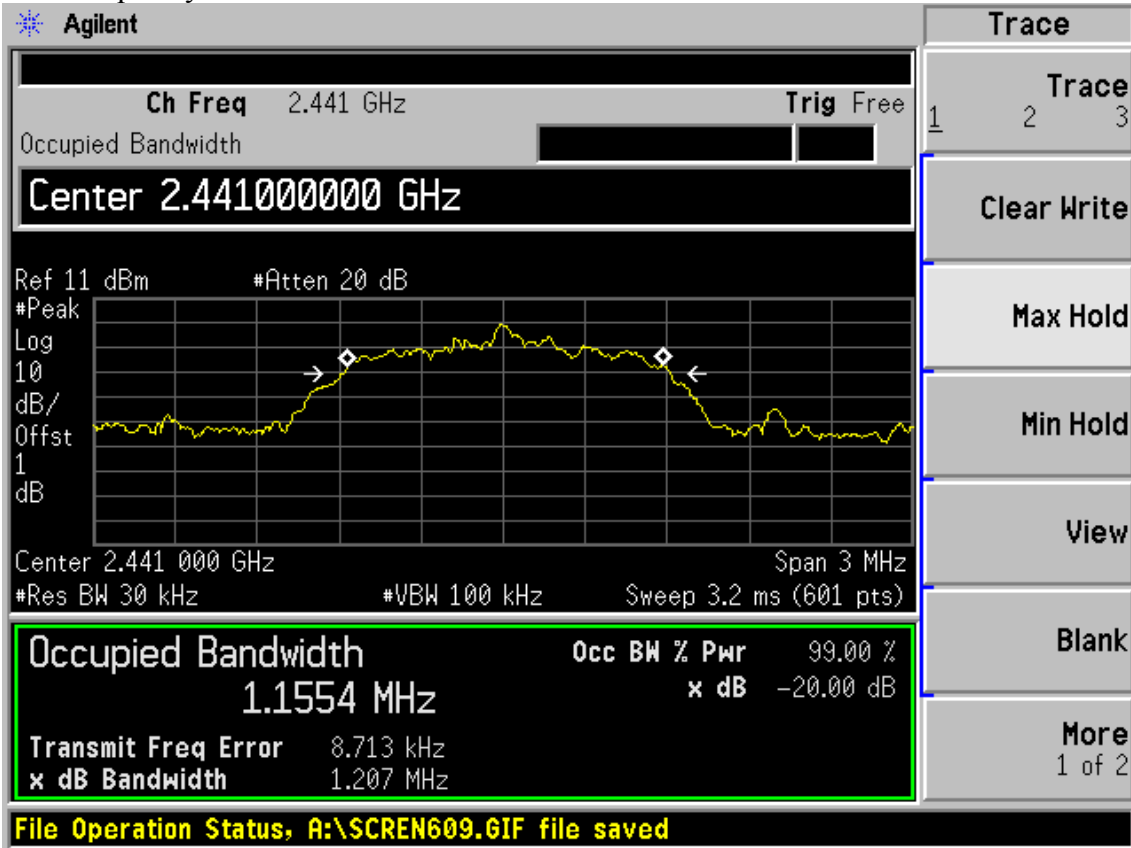 Agilent
Trace
Ch Freq 2.441 GHz
Trig Free
Occupied Bandwidth
Center 2.441000000 GHz
Ref 11 dBm #Atten 20 dB
#Peak
Log
10
dB/
Offst
1
dB
Center 2.441 000 GHz
Span 3 MHz
#Res BW 30 kHz
#VBW 100 kHz
Sweep 3.2 ms (601 pts)
Occupied Bandwidth
1.1554 MHz
Occ BW % Pwr 99.00 %
x dB -20.00 dB
Transmit Freq Error 8.713 kHz
x dB Bandwidth 1.207 MHz
File Operation Status, A:\SCREN609.GIF file saved
Trace
1 2 3
Clear Write
Max Hold
Min Hold
View
Blank
More
1 of 2